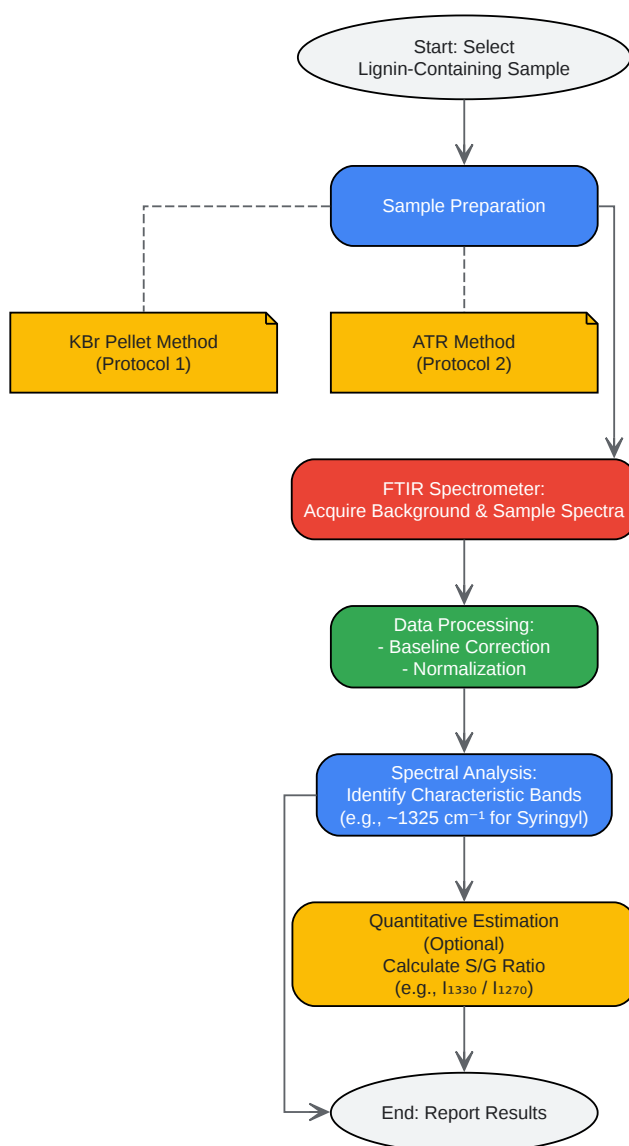 Start: Select
Lignin-Containing Sample
Sample Preparation
KBr Pellet Method
(Protocol 1)
ATR Method
(Protocol 2)
FTIR Spectrometer:
Acquire Background & Sample Spectra
Data Processing:
- Baseline Correction
- Normalization
Spectral Analysis:
Identify Characteristic Bands
(e.g., ~1325 cm⁻¹ for Syringyl)
Quantitative Estimation
(Optional)
Calculate S/G Ratio
(e.g., I₁₃₃₀ / I₁₂₇₀)
End: Report Results